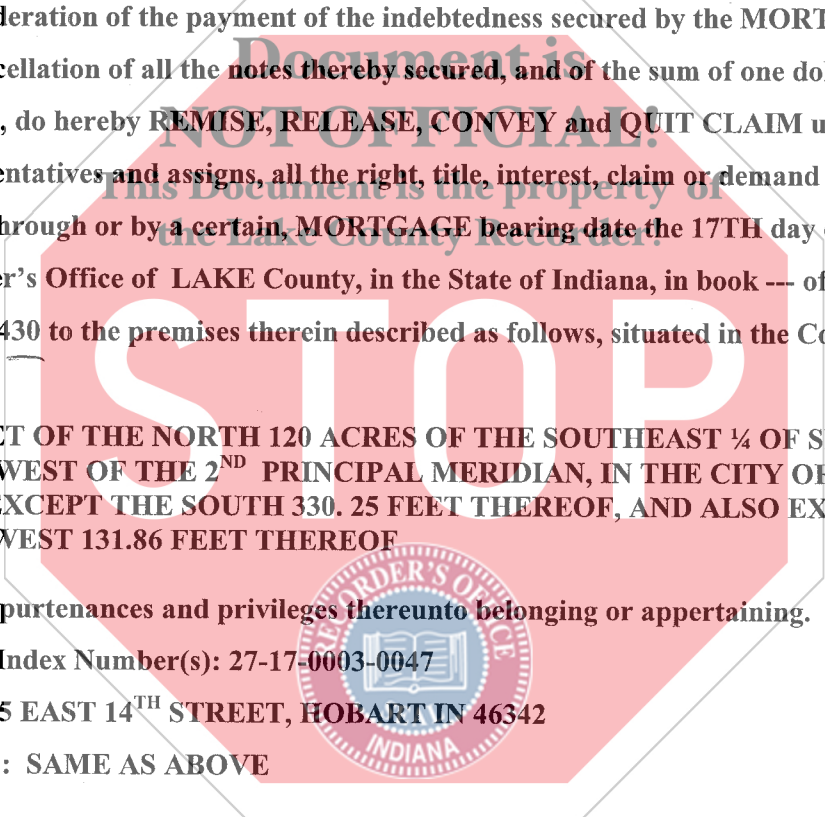 deration of the payment of the indebtedness secured by the MORT
Document is
cellation of all the notes thereby secured, and of the sum of one dol
NOT OFFICIAL!
, do hereby REMISE, RELEASE, CONVEY and QUIT CLAIM u
entatives and assigns, all the right, title, interest, claim or demand
This Document is the property of
hrough or by a certain, MORTGAGE bearing date the 17TH day
the Lake County Recorder!
r's Office of LAKE County, in the State of Indiana, in book --- of
430 to the premises therein described as follows, situated in the Co
STOP
CT OF THE NORTH 120 ACRES OF THE SOUTHEAST ¼ OF S
WEST OF THE 2ND PRINCIPAL MERIDIAN, IN THE CITY OF
EXCEPT THE SOUTH 330. 25 FEET THEREOF, AND ALSO EX
WEST 131.86 FEET THEREOF
purtenances and privileges thereunto belonging or appertaining.
Index Number(s): 27-17-0003-0047
5 EAST 14TH STREET, HOBART IN 46342
: SAME AS ABOVE
RECORDER'S OFFICE
INDIANA